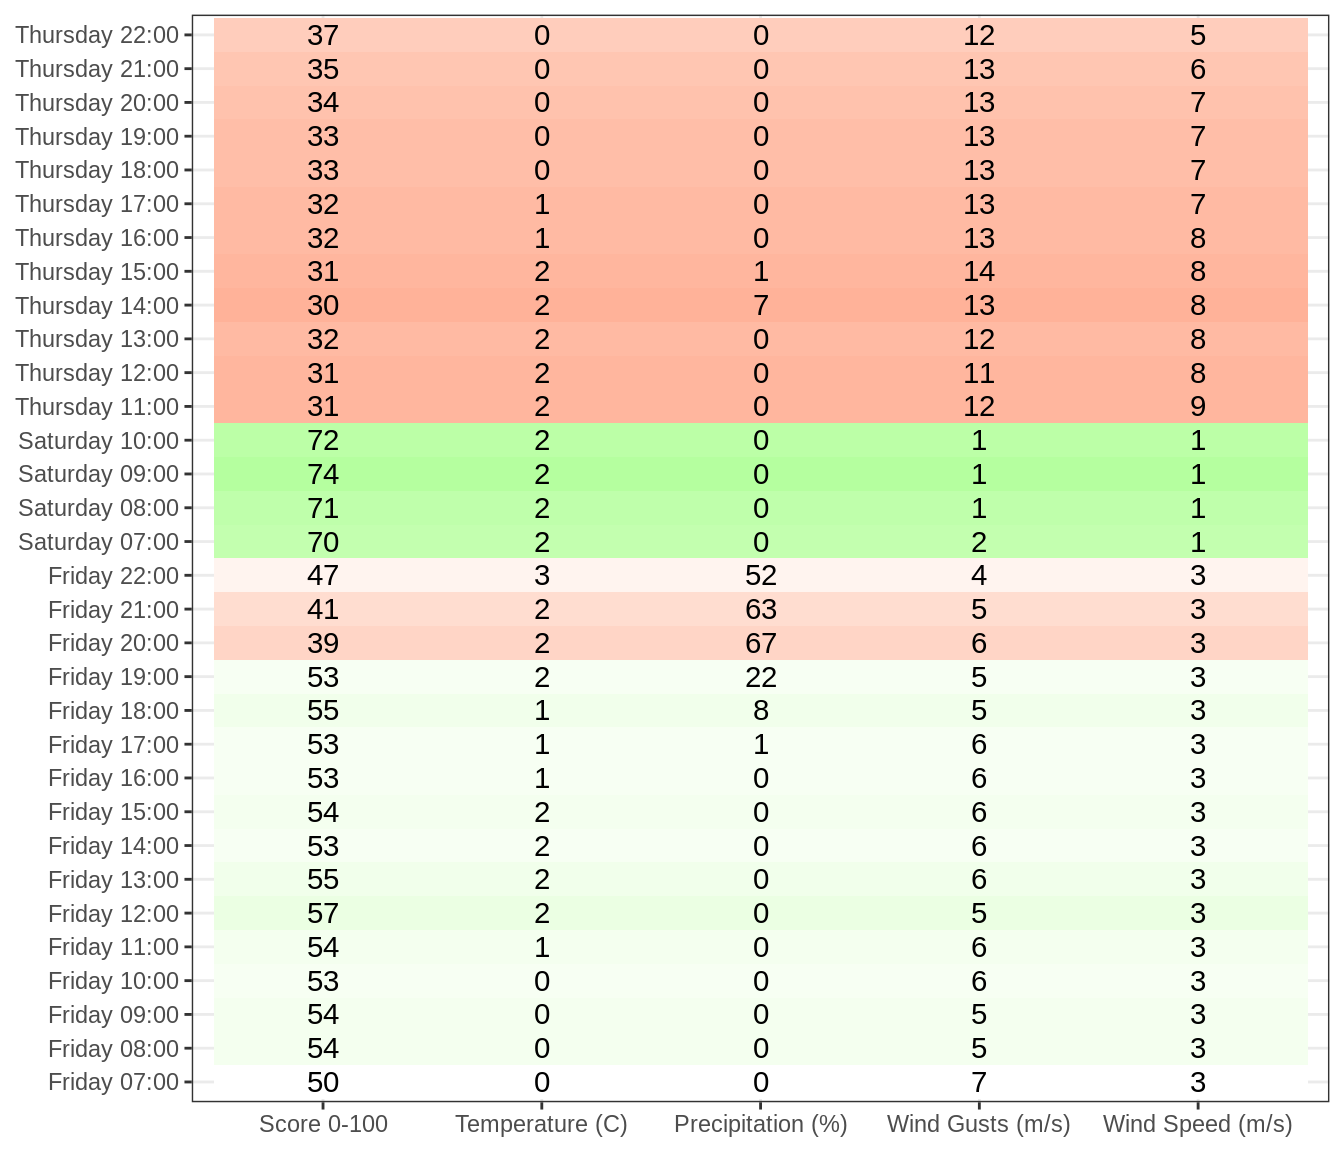 Thursday 22:00 37 0 0 12 5
Thursday 21:00 35 0 0 13 6
Thursday 20:00 34 0 0 13 7
Thursday 19:00 33 0 0 13 7
Thursday 18:00 33 0 0 13 7
Thursday 17:00 32 1 0 13 7
Thursday 16:00 32 1 0 13 8
Thursday 15:00 31 2 1 14 8
Thursday 14:00 30 2 7 13 8
Thursday 13:00 32 2 0 12 8
Thursday 12:00 31 2 0 11 8
Thursday 11:00 31 2 0 12 9
Saturday 10:00 72 2 0 1 1
Saturday 09:00 74 2 0 1 1
Saturday 08:00 71 2 0 1 1
Saturday 07:00 70 2 0 2 1
Friday 22:00 47 3 52 4 3
Friday 21:00 41 2 63 5 3
Friday 20:00 39 2 67 6 3
Friday 19:00 53 2 22 5 3
Friday 18:00 55 1 8 5 3
Friday 17:00 53 1 1 6 3
Friday 16:00 53 1 0 6 3
Friday 15:00 54 2 0 6 3
Friday 14:00 53 2 0 6 3
Friday 13:00 55 2 0 6 3
Friday 12:00 57 2 0 5 3
Friday 11:00 54 1 0 6 3
Friday 10:00 53 0 0 6 3
Friday 09:00 54 0 0 5 3
Friday 08:00 54 0 0 5 3
Friday 07:00 50 0 0 7 3
Score 0-100 Temperature (C) Precipitation (%) Wind Gusts (m/s) Wind Speed (m/s)